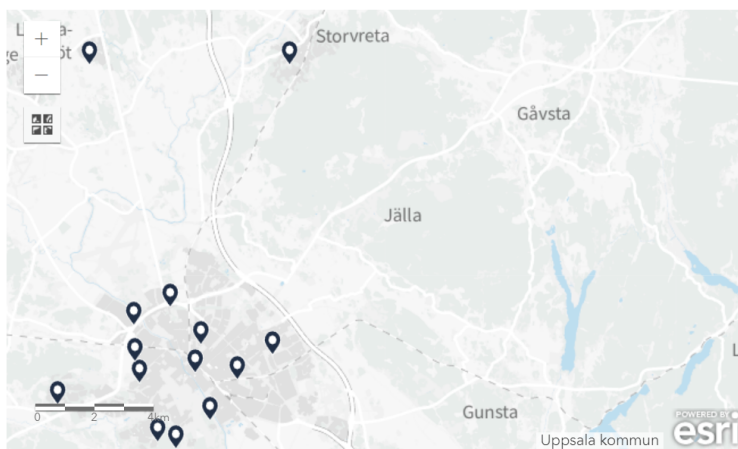 Storvreta
Gåvsta
Jälla
Gunsta
0 2 4km
Uppsala kommun
POWERED BY
esri